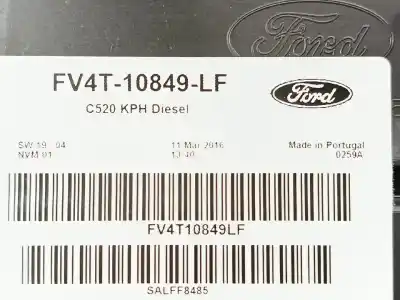 Ford
FV4T-10849-LF
Ford
C520 KPH Diesel
SW 19 04 11 Mar 2016 Made in Portugal
NVM 01 13:40 0259A
FV4T10849LF
SALFF8485